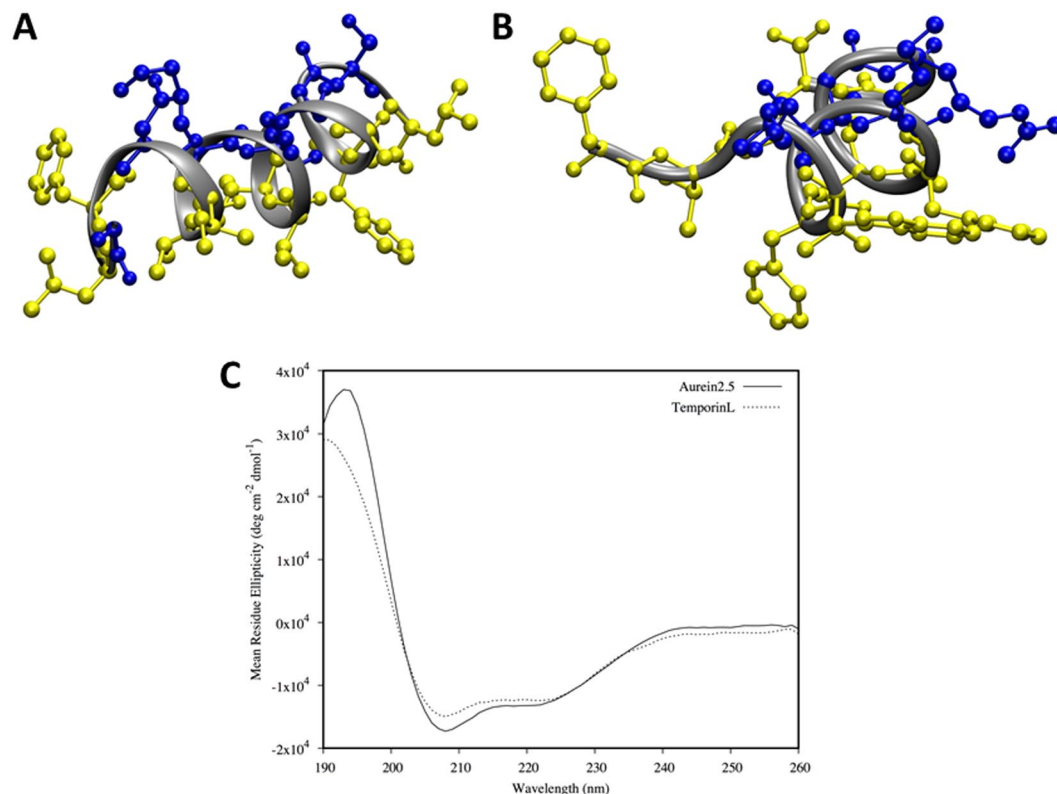 A
B
C
4x10⁴
3x10⁴
2x10⁴
1x10⁴
0x10⁴
-1x10⁴
-2x10⁴
Mean Residue Ellipticity (deg cm⁻² dmol⁻¹)
Aurein2.5
TemporinL
190 200 210 220 230 240 250 260
Wavelength (nm)